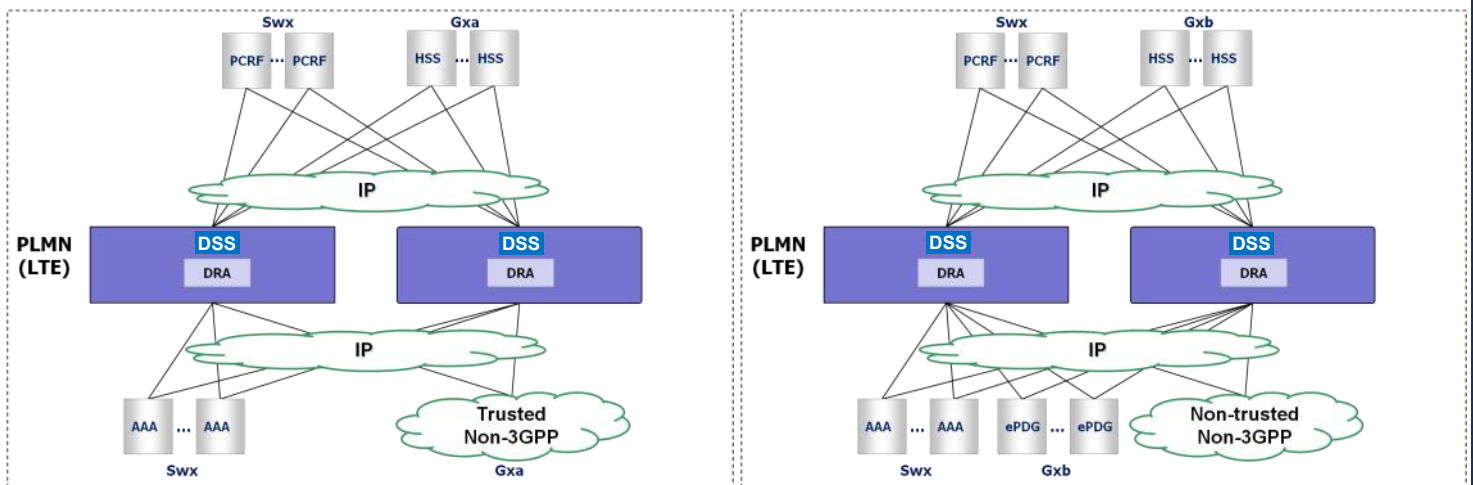 Swx Gxa
PCRF ... PCRF HSS ... HSS
IP
PLMN
(LTE)
DSS DSS
DRA DRA
IP
AAA ... AAA
Trusted
Non-3GPP
Swx Gxa
Swx Gxb
PCRF ... PCRF HSS ... HSS
IP
PLMN
(LTE)
DSS DSS
DRA DRA
IP
AAA ... AAA ePDG ... ePDG
Non-trusted
Non-3GPP
Swx Gxb